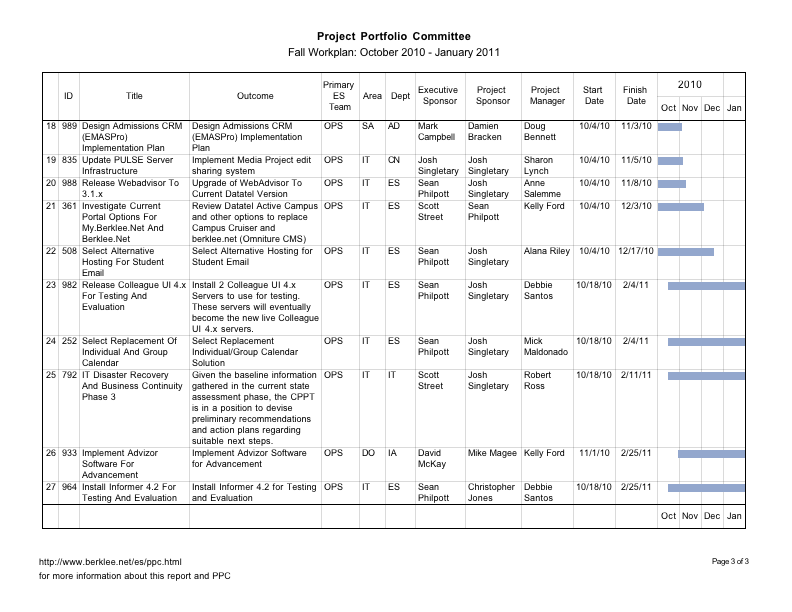 Project Portfolio Committee
Fall Workplan: October 2010 - January 2011
ID Title Outcome Primary ES Team Area Dept Executive Sponsor Project Sponsor Project Manager Start Date Finish Date 2010
Oct Nov Dec Jan
18 989 Design Admissions CRM (EMASPro) Implementation Plan Design Admissions CRM (EMASPro) Implementation Plan OPS SA AD Mark Campbell Damien Bracken Doug Bennett 10/4/10 11/3/10
19 835 Update PULSE Server Infrastructure Implement Media Project edit sharing system OPS IT CN Josh Singletary Josh Singletary Sharon Lynch 10/4/10 11/5/10
20 988 Release Webadvisor To 3.1.x Upgrade of WebAdvisor To Current Datatel Version OPS IT ES Sean Philpott Josh Singletary Anne Salemme 10/4/10 11/8/10
21 361 Investigate Current Portal Options For My.Berklee.Net And Berklee.Net Review Datatel Active Campus and other options to replace Campus Cruiser and berklee.net (Omniture CMS) OPS IT ES Scott Street Sean Philpott Kelly Ford 10/4/10 12/3/10
22 508 Select Alternative Hosting For Student Email Select Alternative Hosting for Student Email OPS IT ES Sean Philpott Josh Singletary Alana Riley 10/4/10 12/17/10
23 982 Release Colleague UI 4.x For Testing And Evaluation Install 2 Colleague UI 4.x Servers to use for testing. These servers will eventually become the new live Colleague UI 4.x servers. OPS IT ES Sean Philpott Josh Singletary Debbie Santos 10/18/10 2/4/11
24 252 Select Replacement Of Individual And Group Calendar Select Replacement Individual/Group Calendar Solution OPS IT ES Sean Philpott Josh Singletary Mick Maldonado 10/18/10 2/4/11
25 792 IT Disaster Recovery And Business Continuity Phase 3 Given the baseline information gathered in the current state assessment phase, the CPPT is in a position to devise preliminary recommendations and action plans regarding suitable next steps. OPS IT IT Scott Street Josh Singletary Robert Ross 10/18/10 2/11/11
26 933 Implement Advizor Software For Advancement Implement Advizor Software for Advancement OPS DO IA David McKay Mike Magee Kelly Ford 11/1/10 2/25/11
27 964 Install Informer 4.2 For Testing And Evaluation Install Informer 4.2 for Testing and Evaluation OPS IT ES Sean Philpott Christopher Jones Debbie Santos 10/18/10 2/25/11
Oct Nov Dec Jan
http://www.berklee.net/es/ppc.html
for more information about this report and PPC
Page 3 of 3